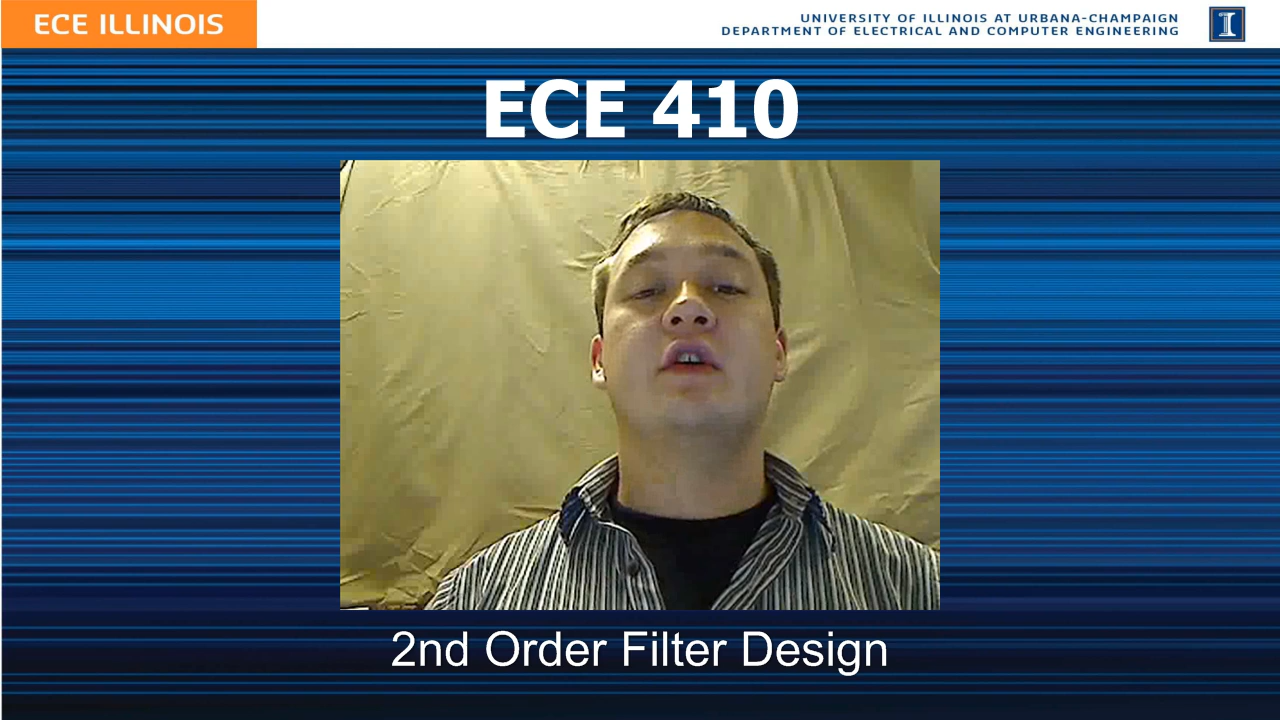 ECE ILLINOIS
UNIVERSITY OF ILLINOIS AT URBANA-CHAMPAIGN
DEPARTMENT OF ELECTRICAL AND COMPUTER ENGINEERING
I
ECE 410
2nd Order Filter Design